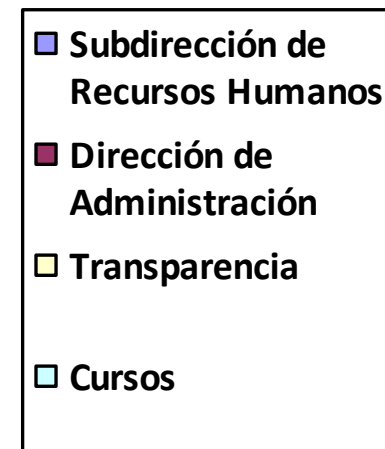 Subdirección de
Recursos Humanos
Dirección de
Administración
Transparencia
Cursos